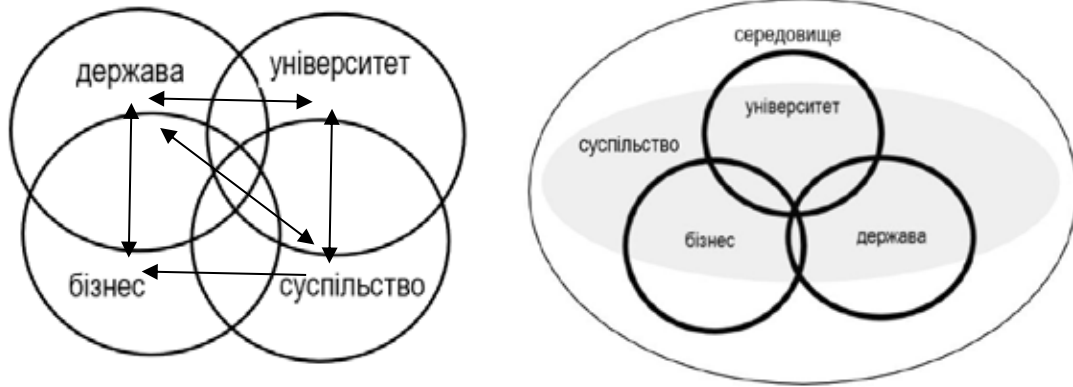 держава
університет
бізнес
суспільство
середовище
університет
суспільство
бізнес
держава